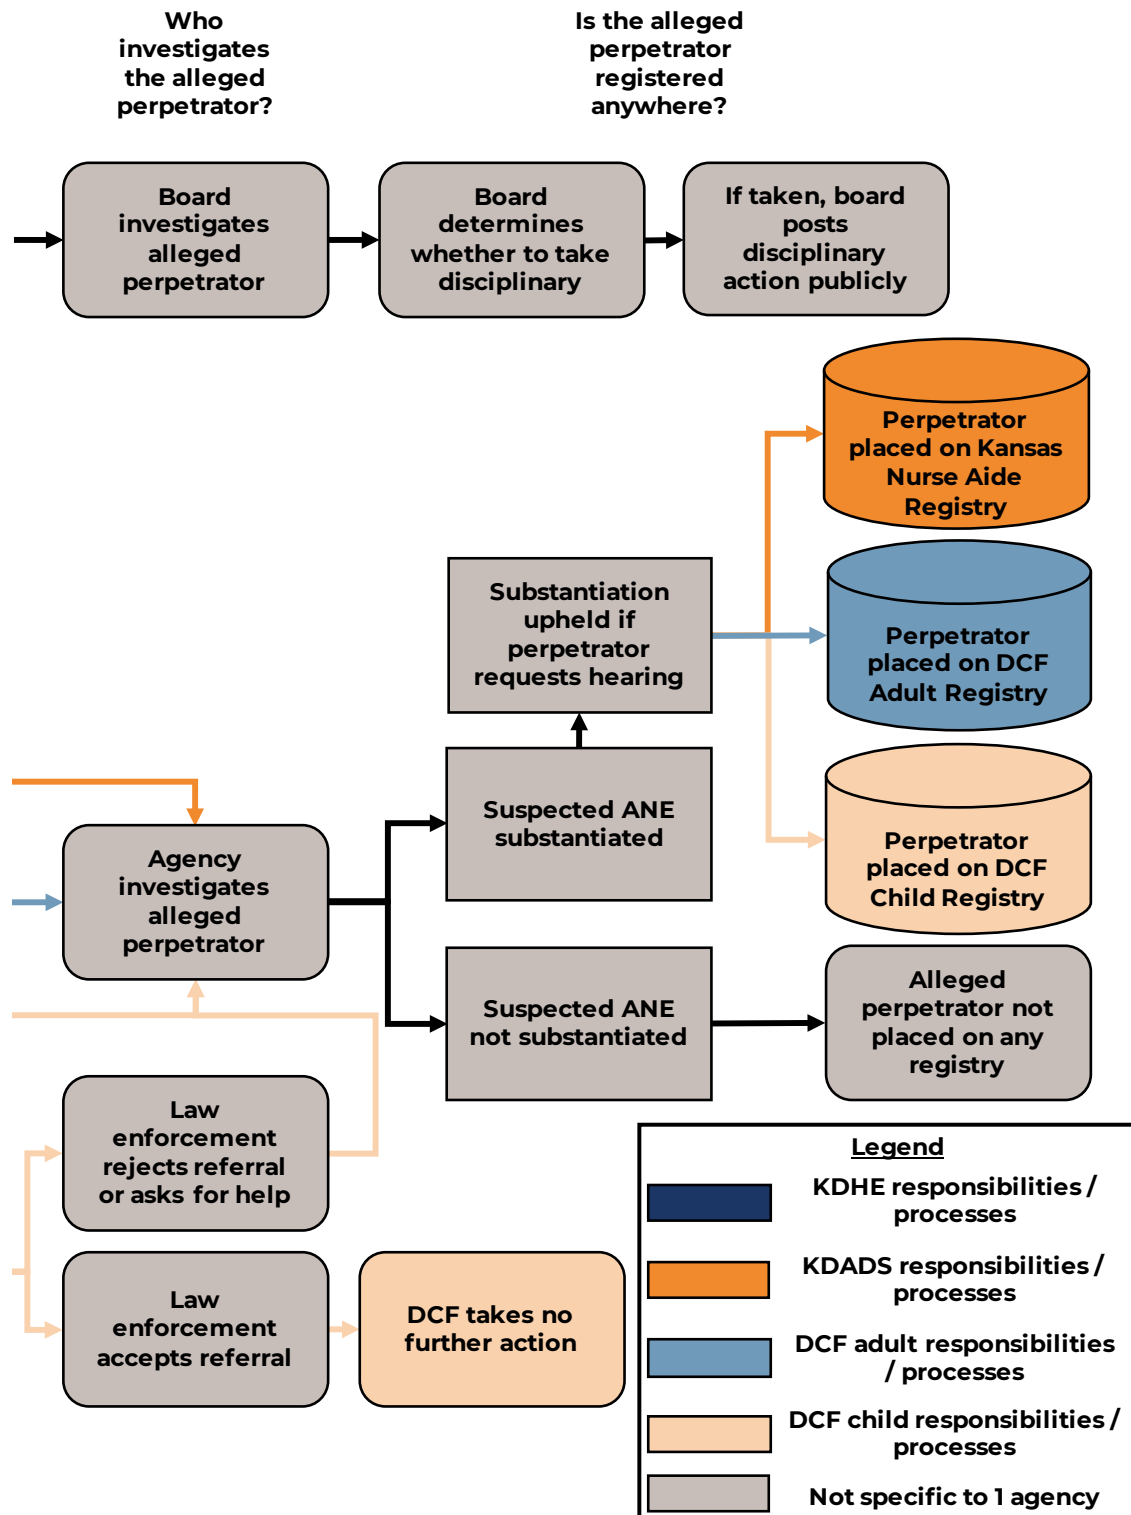 Who
investigates
the alleged
perpetrator?
Is the alleged
perpetrator
registered
anywhere?
Board
investigates
alleged
perpetrator
Board
determines
whether to take
disciplinary
If taken, board
posts
disciplinary
action publicly
Perpetrator
placed on Kansas
Nurse Aide
Registry
Substantiation
upheld if
perpetrator
requests hearing
Perpetrator
placed on DCF
Adult Registry
Suspected ANE
substantiated
Perpetrator
placed on DCF
Child Registry
Agency
investigates
alleged
perpetrator
Suspected ANE
not substantiated
Alleged
perpetrator not
placed on any
registry
Law
enforcement
rejects referral
or asks for help
Law
enforcement
accepts referral
DCF takes no
further action
Legend
KDHE responsibilities /
processes
KDADS responsibilities /
processes
DCF adult responsibilities
/ processes
DCF child responsibilities /
processes
Not specific to 1 agency